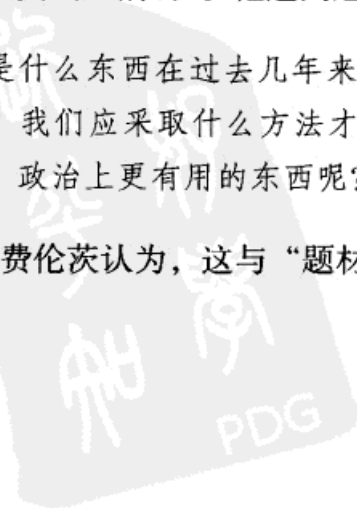 是什么东西在过去几年来
我们应采取什么方法才
政治上更有用的东西呢
费伦茨认为，这与“题材
PDG